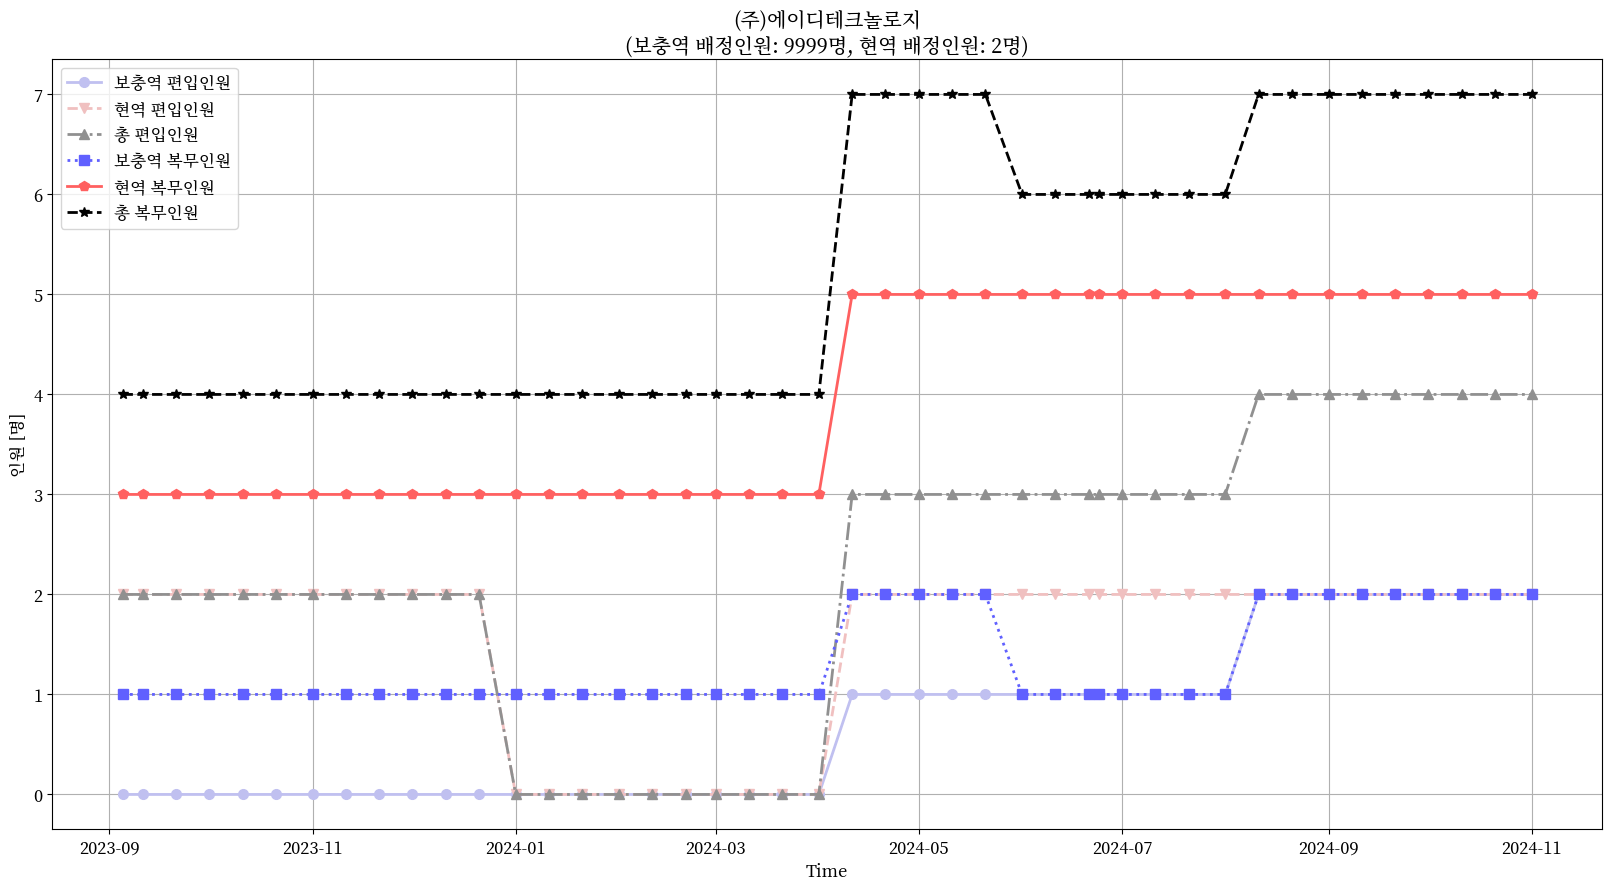 (주)에이디테크놀로지
(보충역 배정인원: 9999명, 현역 배정인원: 2명)
보충역 편입인원
현역 편입인원
총 편입인원
보충역 복무인원
현역 복무인원
총 복무인원
인원 [명]
7
6
5
4
3
2
1
0
2023-09
2023-11
2024-01
2024-03
2024-05
2024-07
2024-09
2024-11
Time